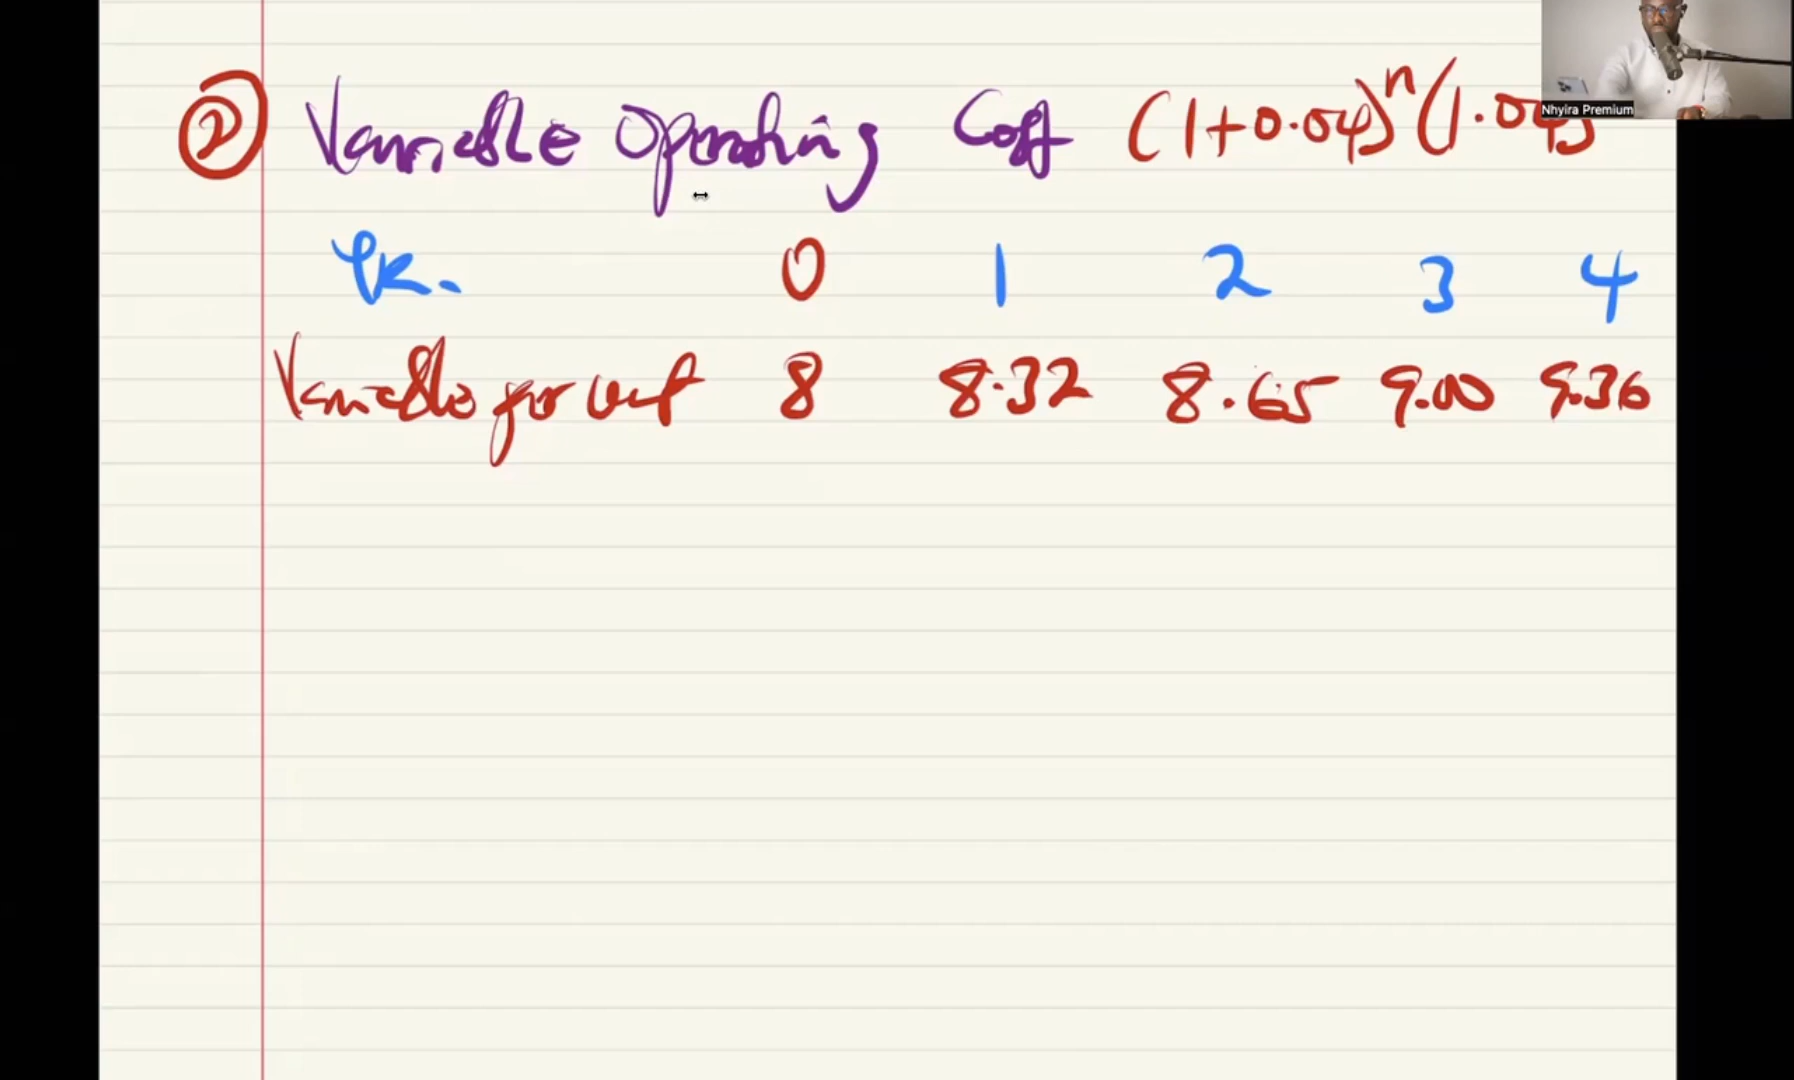 ② Variable Operating Cost (1+0.04)ⁿ (1.04)
Nhyira Premium
YR. 0 1 2 3 4
Variable per unit 8 8.32 8.65 9.00 9.36